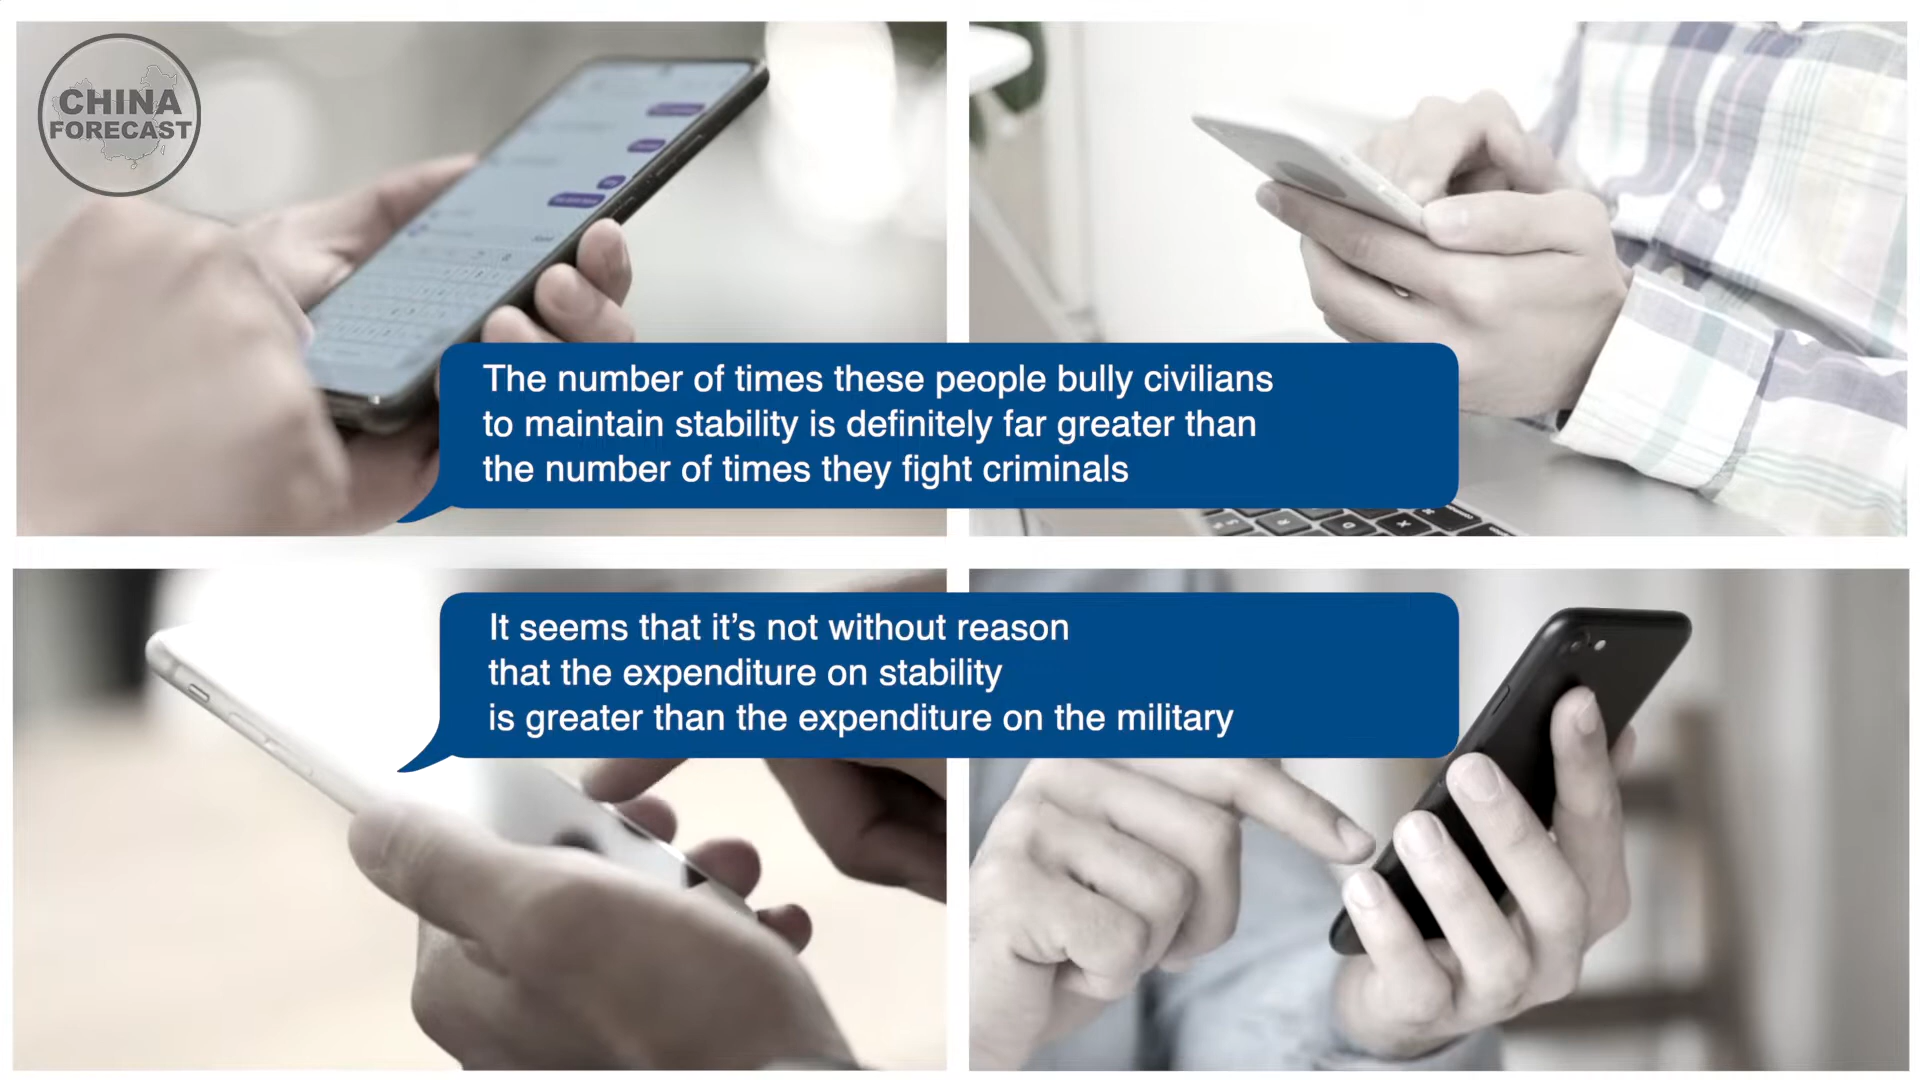 CHINA
FORECAST
The number of times these people bully civilians
to maintain stability is definitely far greater than
the number of times they fight criminals
It seems that it’s not without reason
that the expenditure on stability
is greater than the expenditure on the military